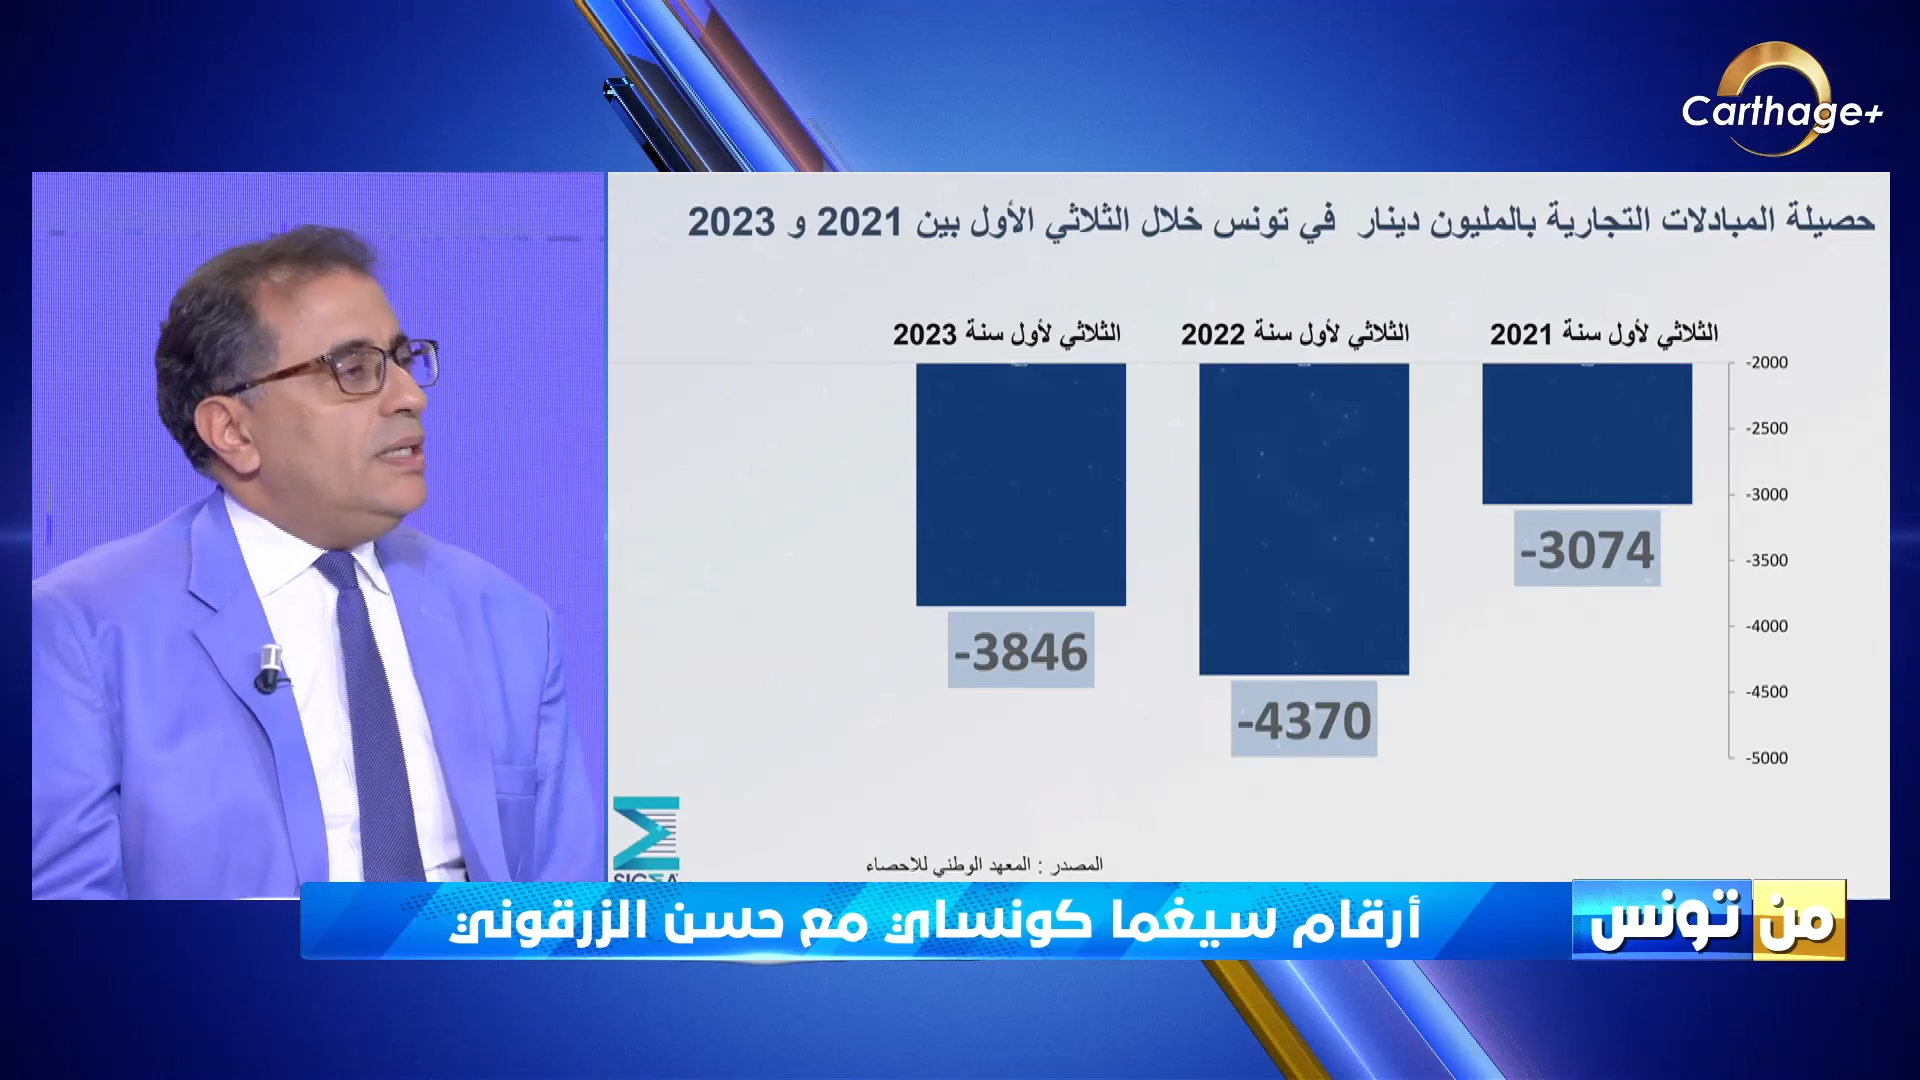 Carthage+
حصيلة المبادلات التجارية بالمليون دينار في تونس خلال الثلاثي الأول بين 2021 و 2023
الثلاثي لأول سنة 2021
الثلاثي لأول سنة 2022
الثلاثي لأول سنة 2023
-2000
-2500
-3000
-3500
-4000
-4500
-5000
-3074
-4370
-3846
المصدر : المعهد الوطني للاحصاء
من تونس
أرقام سيغما كونساي مع حسن الزرقوني